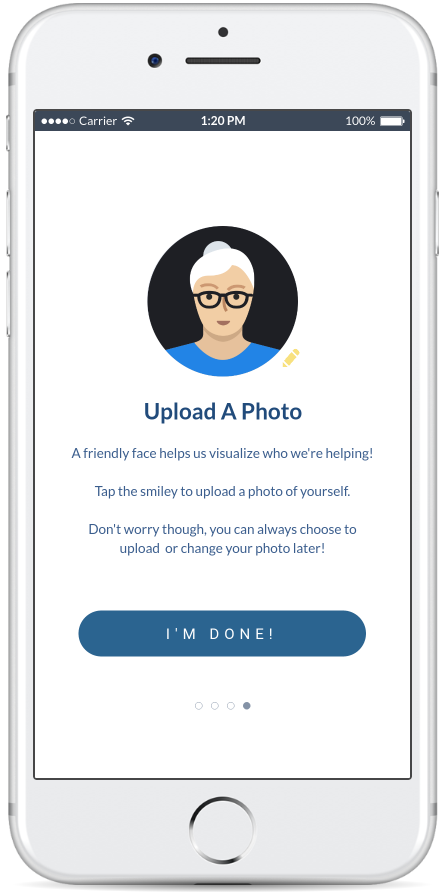 Carrier 1:20 PM 100%
Upload A Photo
A friendly face helps us visualize who we're helping!
Tap the smiley to upload a photo of yourself.
Don't worry though, you can always choose to
upload or change your photo later!
I'M DONE!